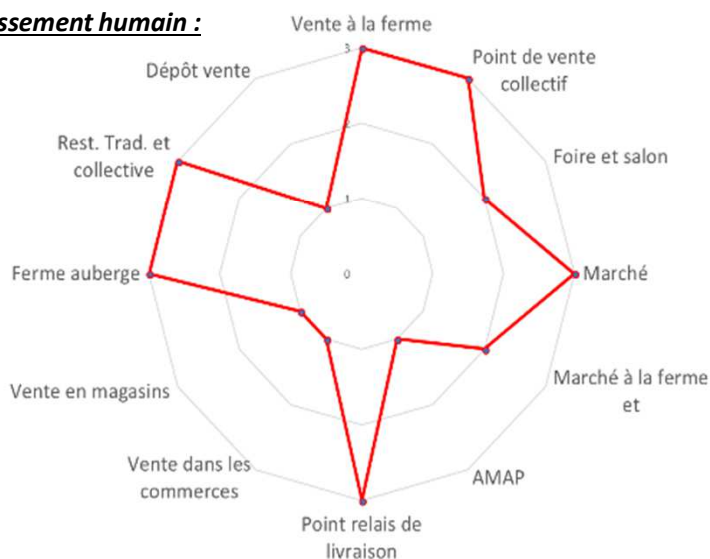 ssement humain :
Vente à la ferme
Point de vente
collectif
Foire et salon
Marché
Marché à la ferme
et
AMAP
Point relais de
livraison
Vente dans les
commerces
Vente en magasins
Ferme auberge
Rest. Trad. et
collective
Dépôt vente
3
2
1
0